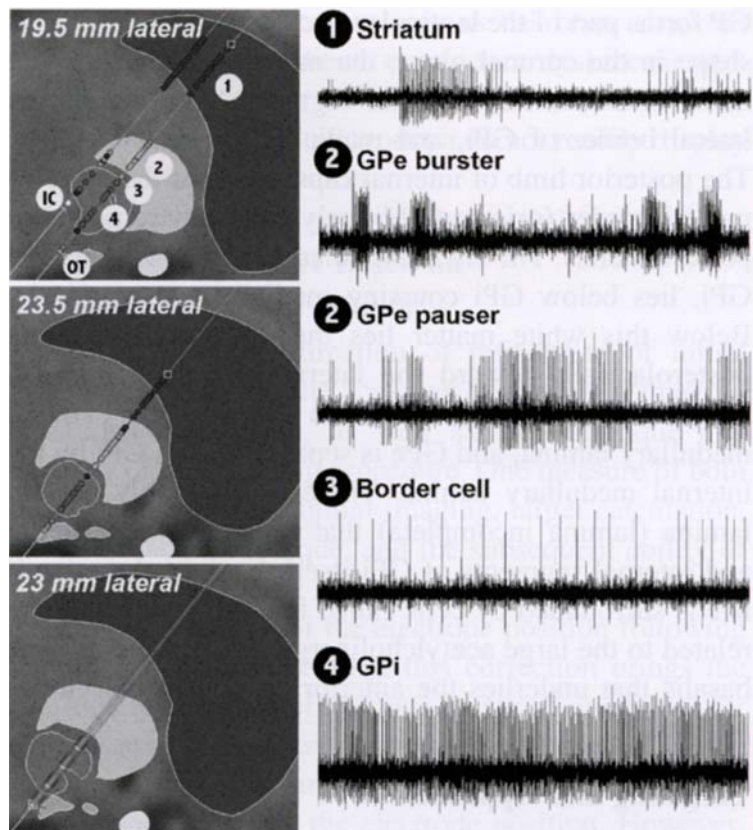 19.5 mm lateral
1
2
3
IC
4
OT
23.5 mm lateral
23 mm lateral
1 Striatum
2 GPe burster
2 GPe pauser
3 Border cell
4 GPi